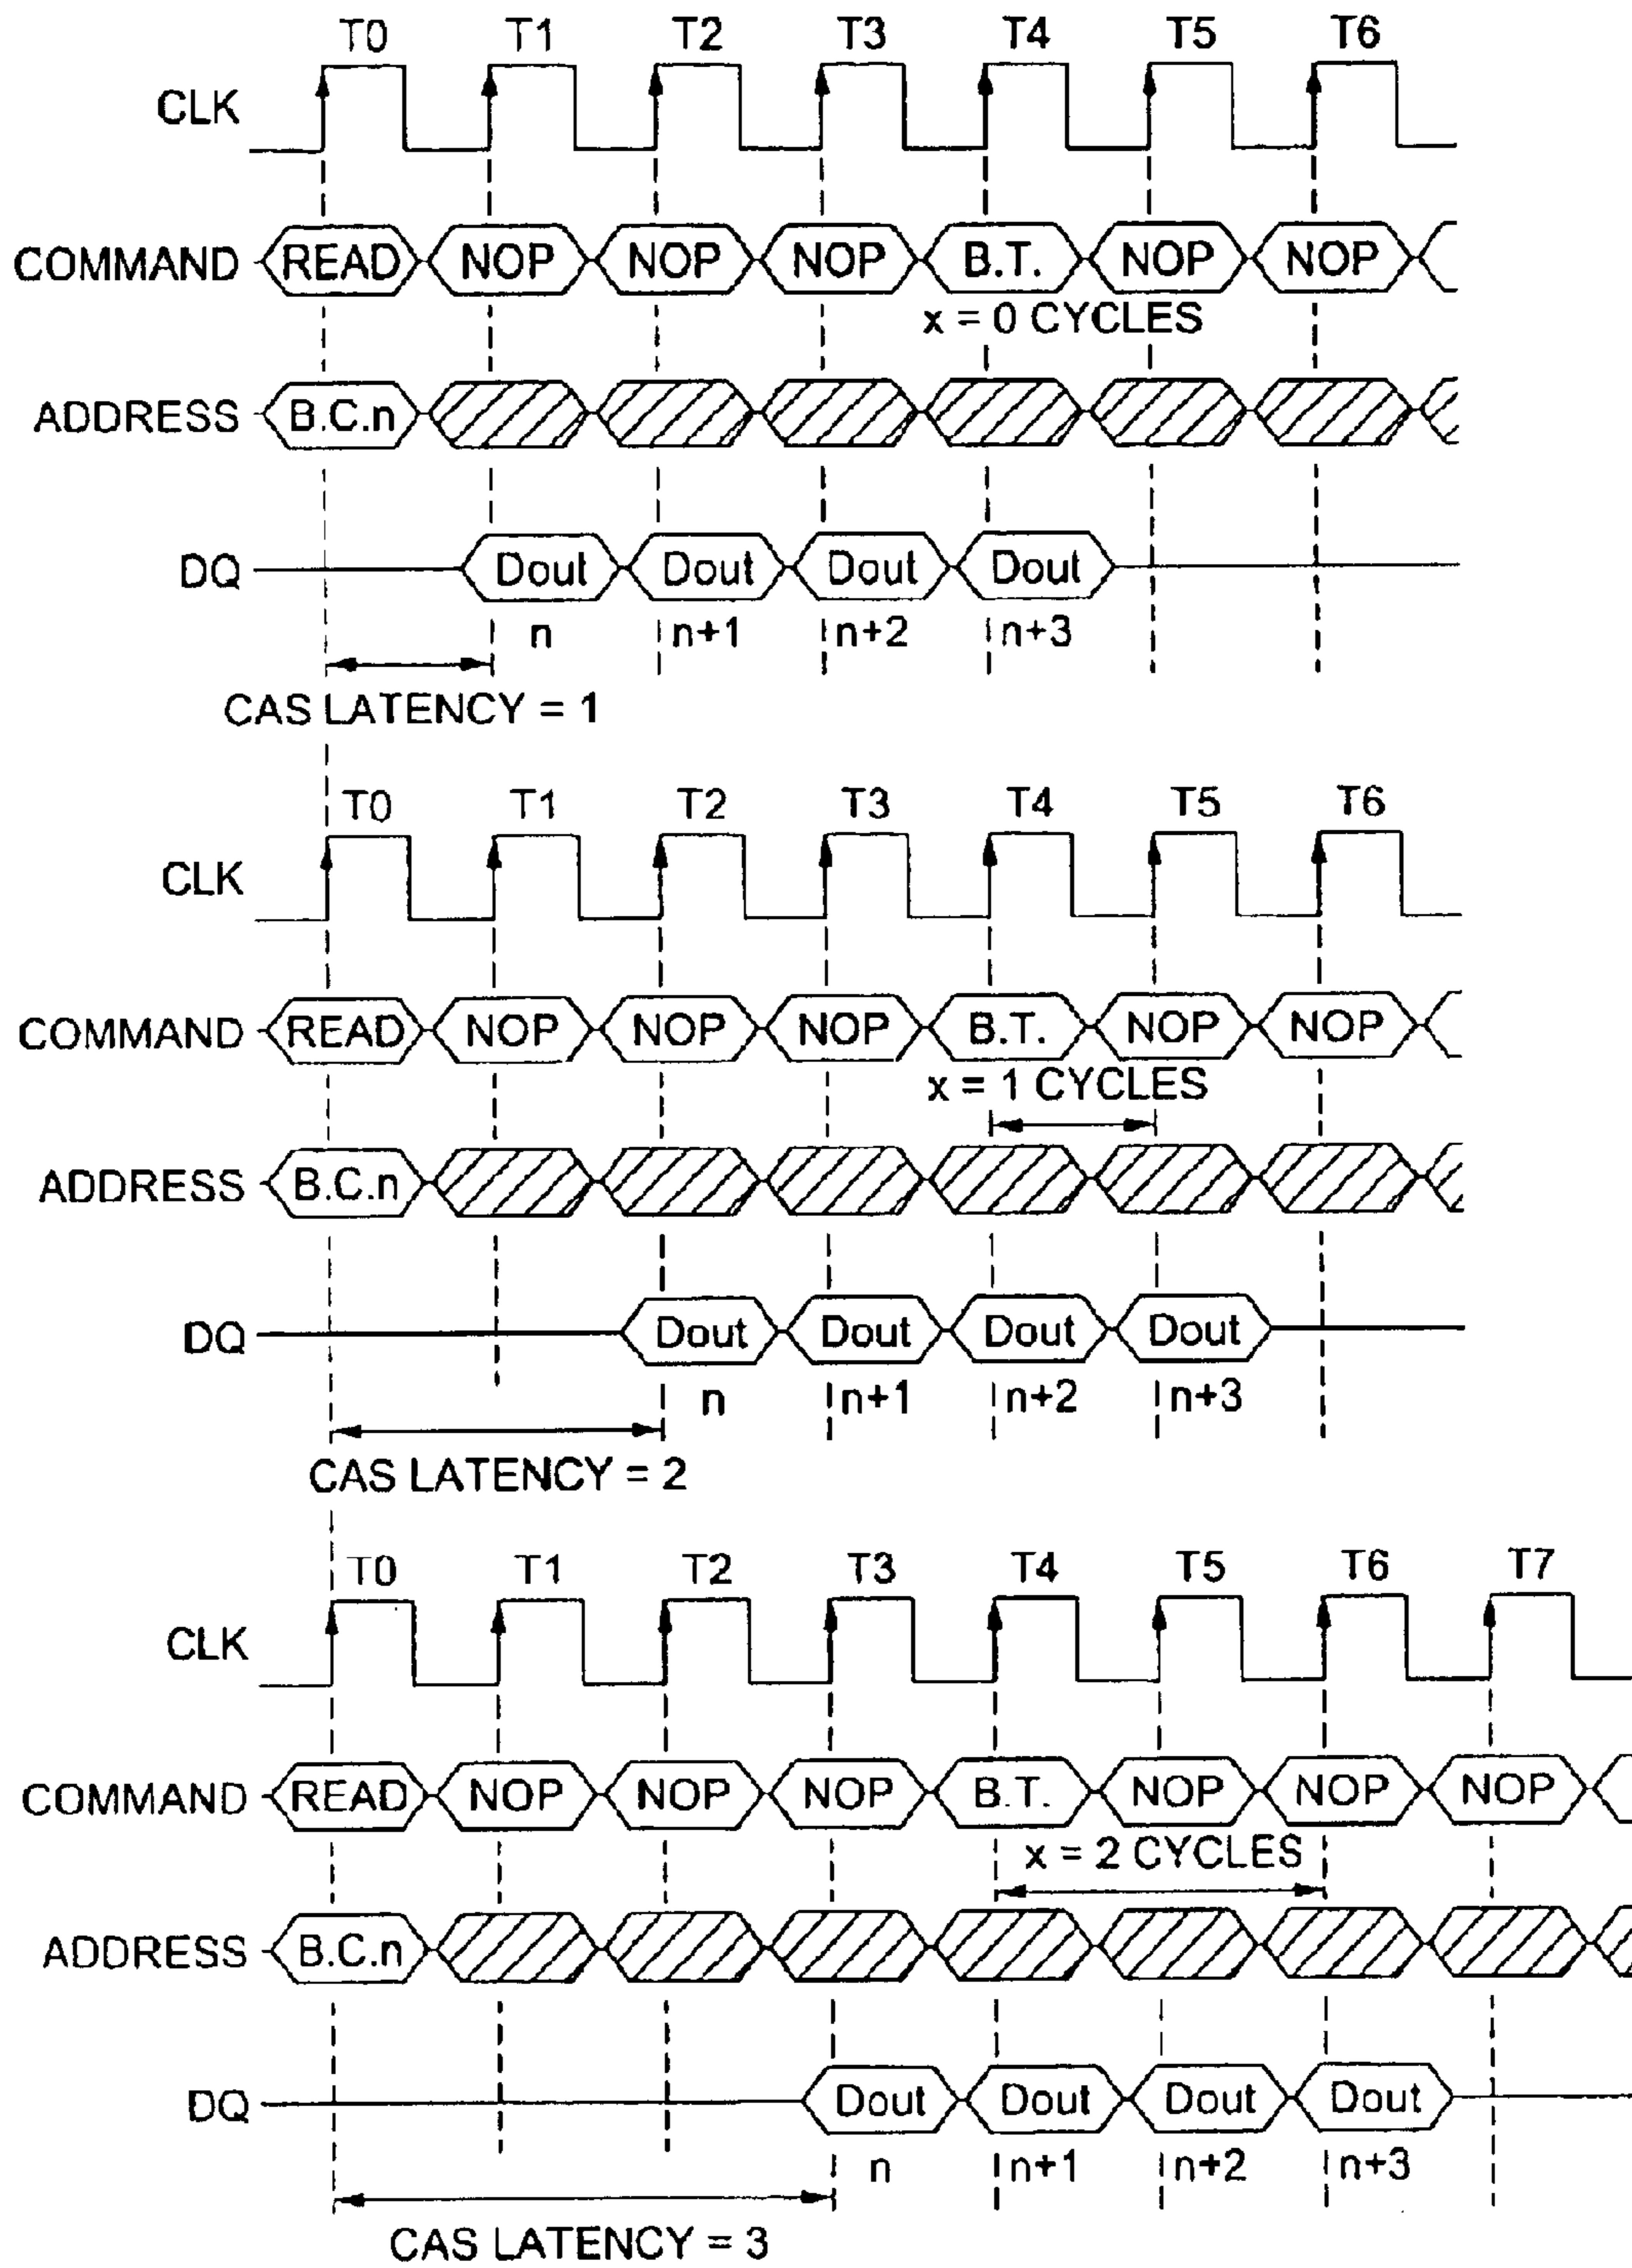 T0 T1 T2 T3 T4 T5 T6
CLK
COMMAND READ NOP NOP NOP B.T. NOP NOP
x = 0 CYCLES
ADDRESS B.C.n
DQ Dout Dout Dout Dout
n n+1 n+2 n+3
CAS LATENCY = 1
T0 T1 T2 T3 T4 T5 T6
CLK
COMMAND READ NOP NOP NOP B.T. NOP NOP
x = 1 CYCLES
ADDRESS B.C.n
DQ Dout Dout Dout Dout
n n+1 n+2 n+3
CAS LATENCY = 2
T0 T1 T2 T3 T4 T5 T6 T7
CLK
COMMAND READ NOP NOP NOP B.T. NOP NOP NOP
x = 2 CYCLES
ADDRESS B.C.n
DQ Dout Dout Dout Dout
n n+1 n+2 n+3
CAS LATENCY = 3